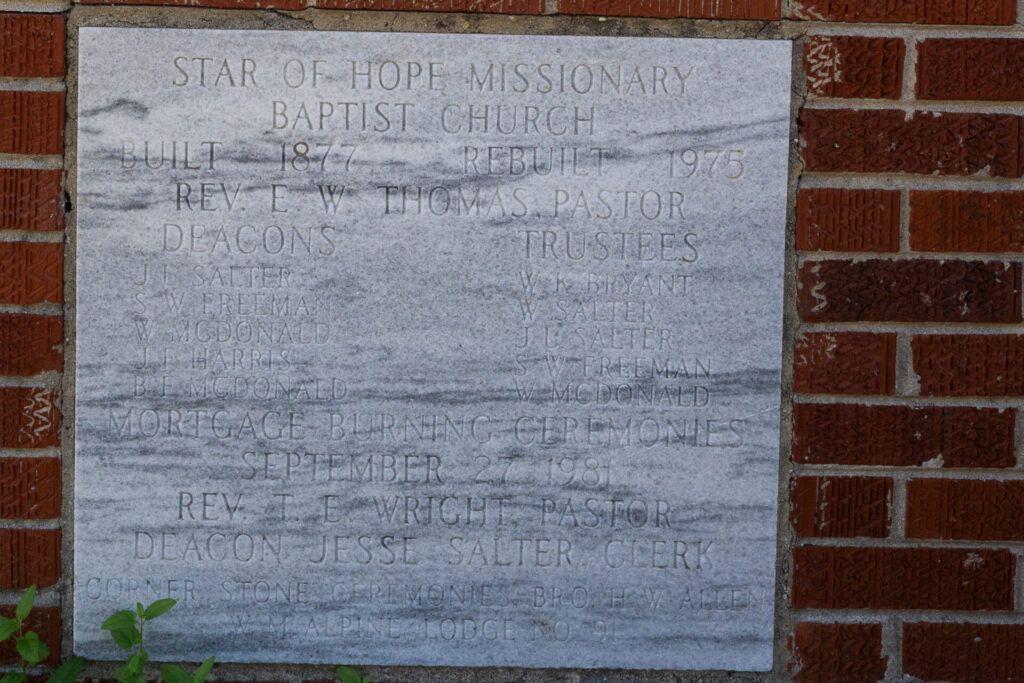 STAR OF HOPE MISSIONARY
BAPTIST CHURCH
BUILT 1877 REBUILT 1975
REV. E. W. THOMAS, PASTOR
DEACONS TRUSTEES
J. L. SALTER W. K. BRYANT
S. W. FREEMAN W. SALTER
W. MCDONALD J. L. SALTER
J. F. HARRIS S. W. FREEMAN
B. F. MCDONALD W. MCDONALD
MORTGAGE BURNING CEREMONIES
SEPTEMBER 27, 1981
REV. T. E. WRIGHT, PASTOR
DEACON JESSE SALTER, CLERK
CORNER STONE CEREMONIES, BRO. H. W. ALLEN
W. M. ALPINE LODGE NO. 91